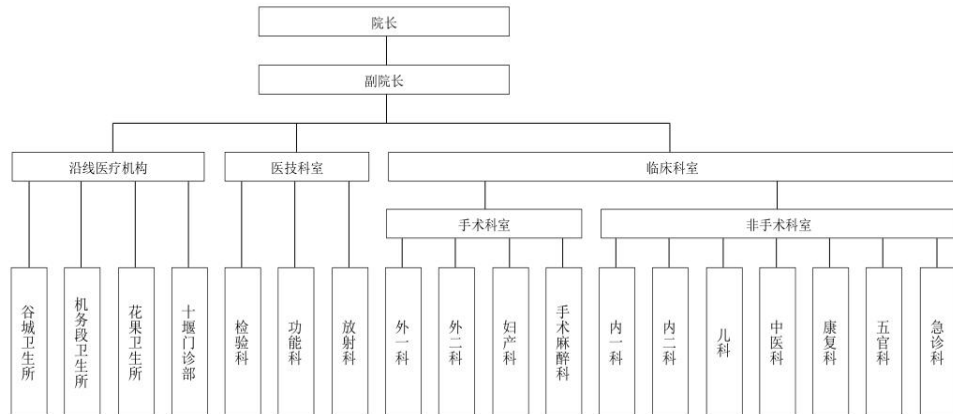 院长
副院长
沿线医疗机构
医技科室
临床科室
手术科室
非手术科室
谷城卫生所
机务段卫生所
花果卫生所
十堰门诊部
检验科
功能科
放射科
外一科
外二科
妇产科
手术麻醉科
内一科
内二科
儿科
中医科
康复科
五官科
急诊科